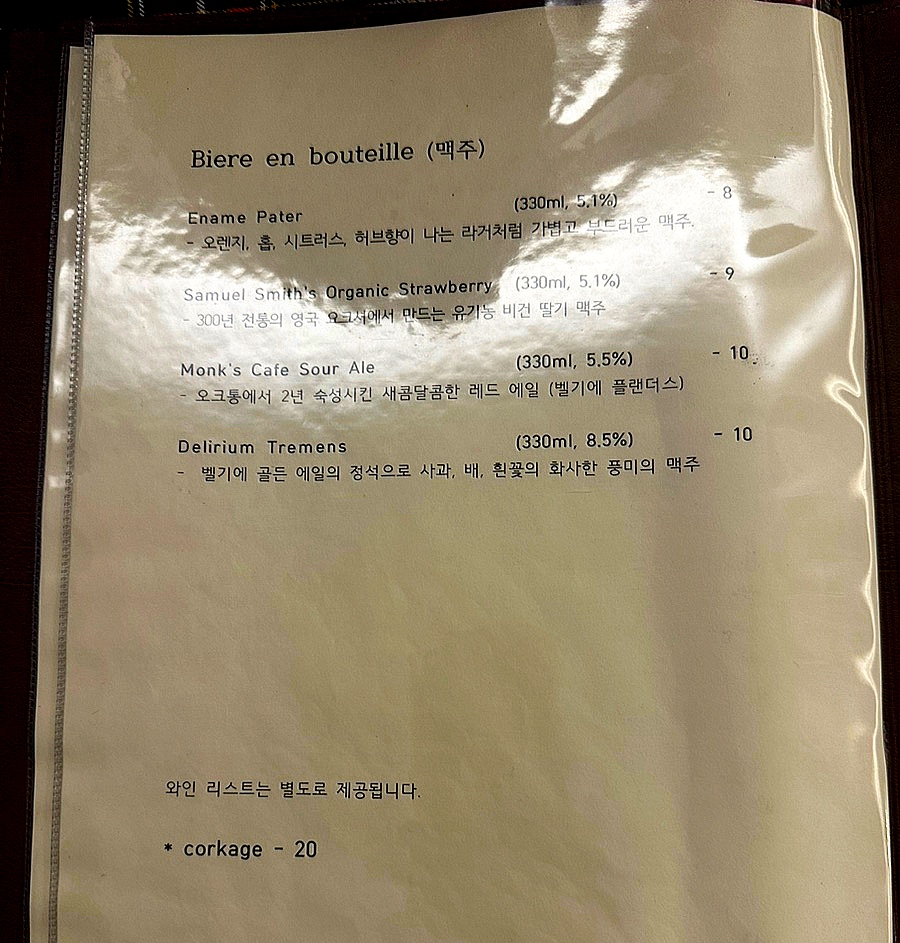 Biere en bouteille (맥주)
Ename Pater (330ml, 5.1%) - 8
- 오렌지, 홉, 시트러스, 허브향이 나는 라거처럼 가볍고 부드러운 맥주.
Samuel Smith's Organic Strawberry (330ml, 5.1%) - 9
- 300년 전통의 영국 요크셔에서 만드는 유기농 비건 딸기 맥주
Monk's Cafe Sour Ale (330ml, 5.5%) - 10
- 오크통에서 2년 숙성시킨 새콤달콤한 레드 에일 (벨기에 플랜더스)
Delirium Tremens (330ml, 8.5%) - 10
- 벨기에 골든 에일의 정석으로 사과, 배, 흰꽃의 화사한 풍미의 맥주
와인 리스트는 별도로 제공됩니다.
* corkage - 20